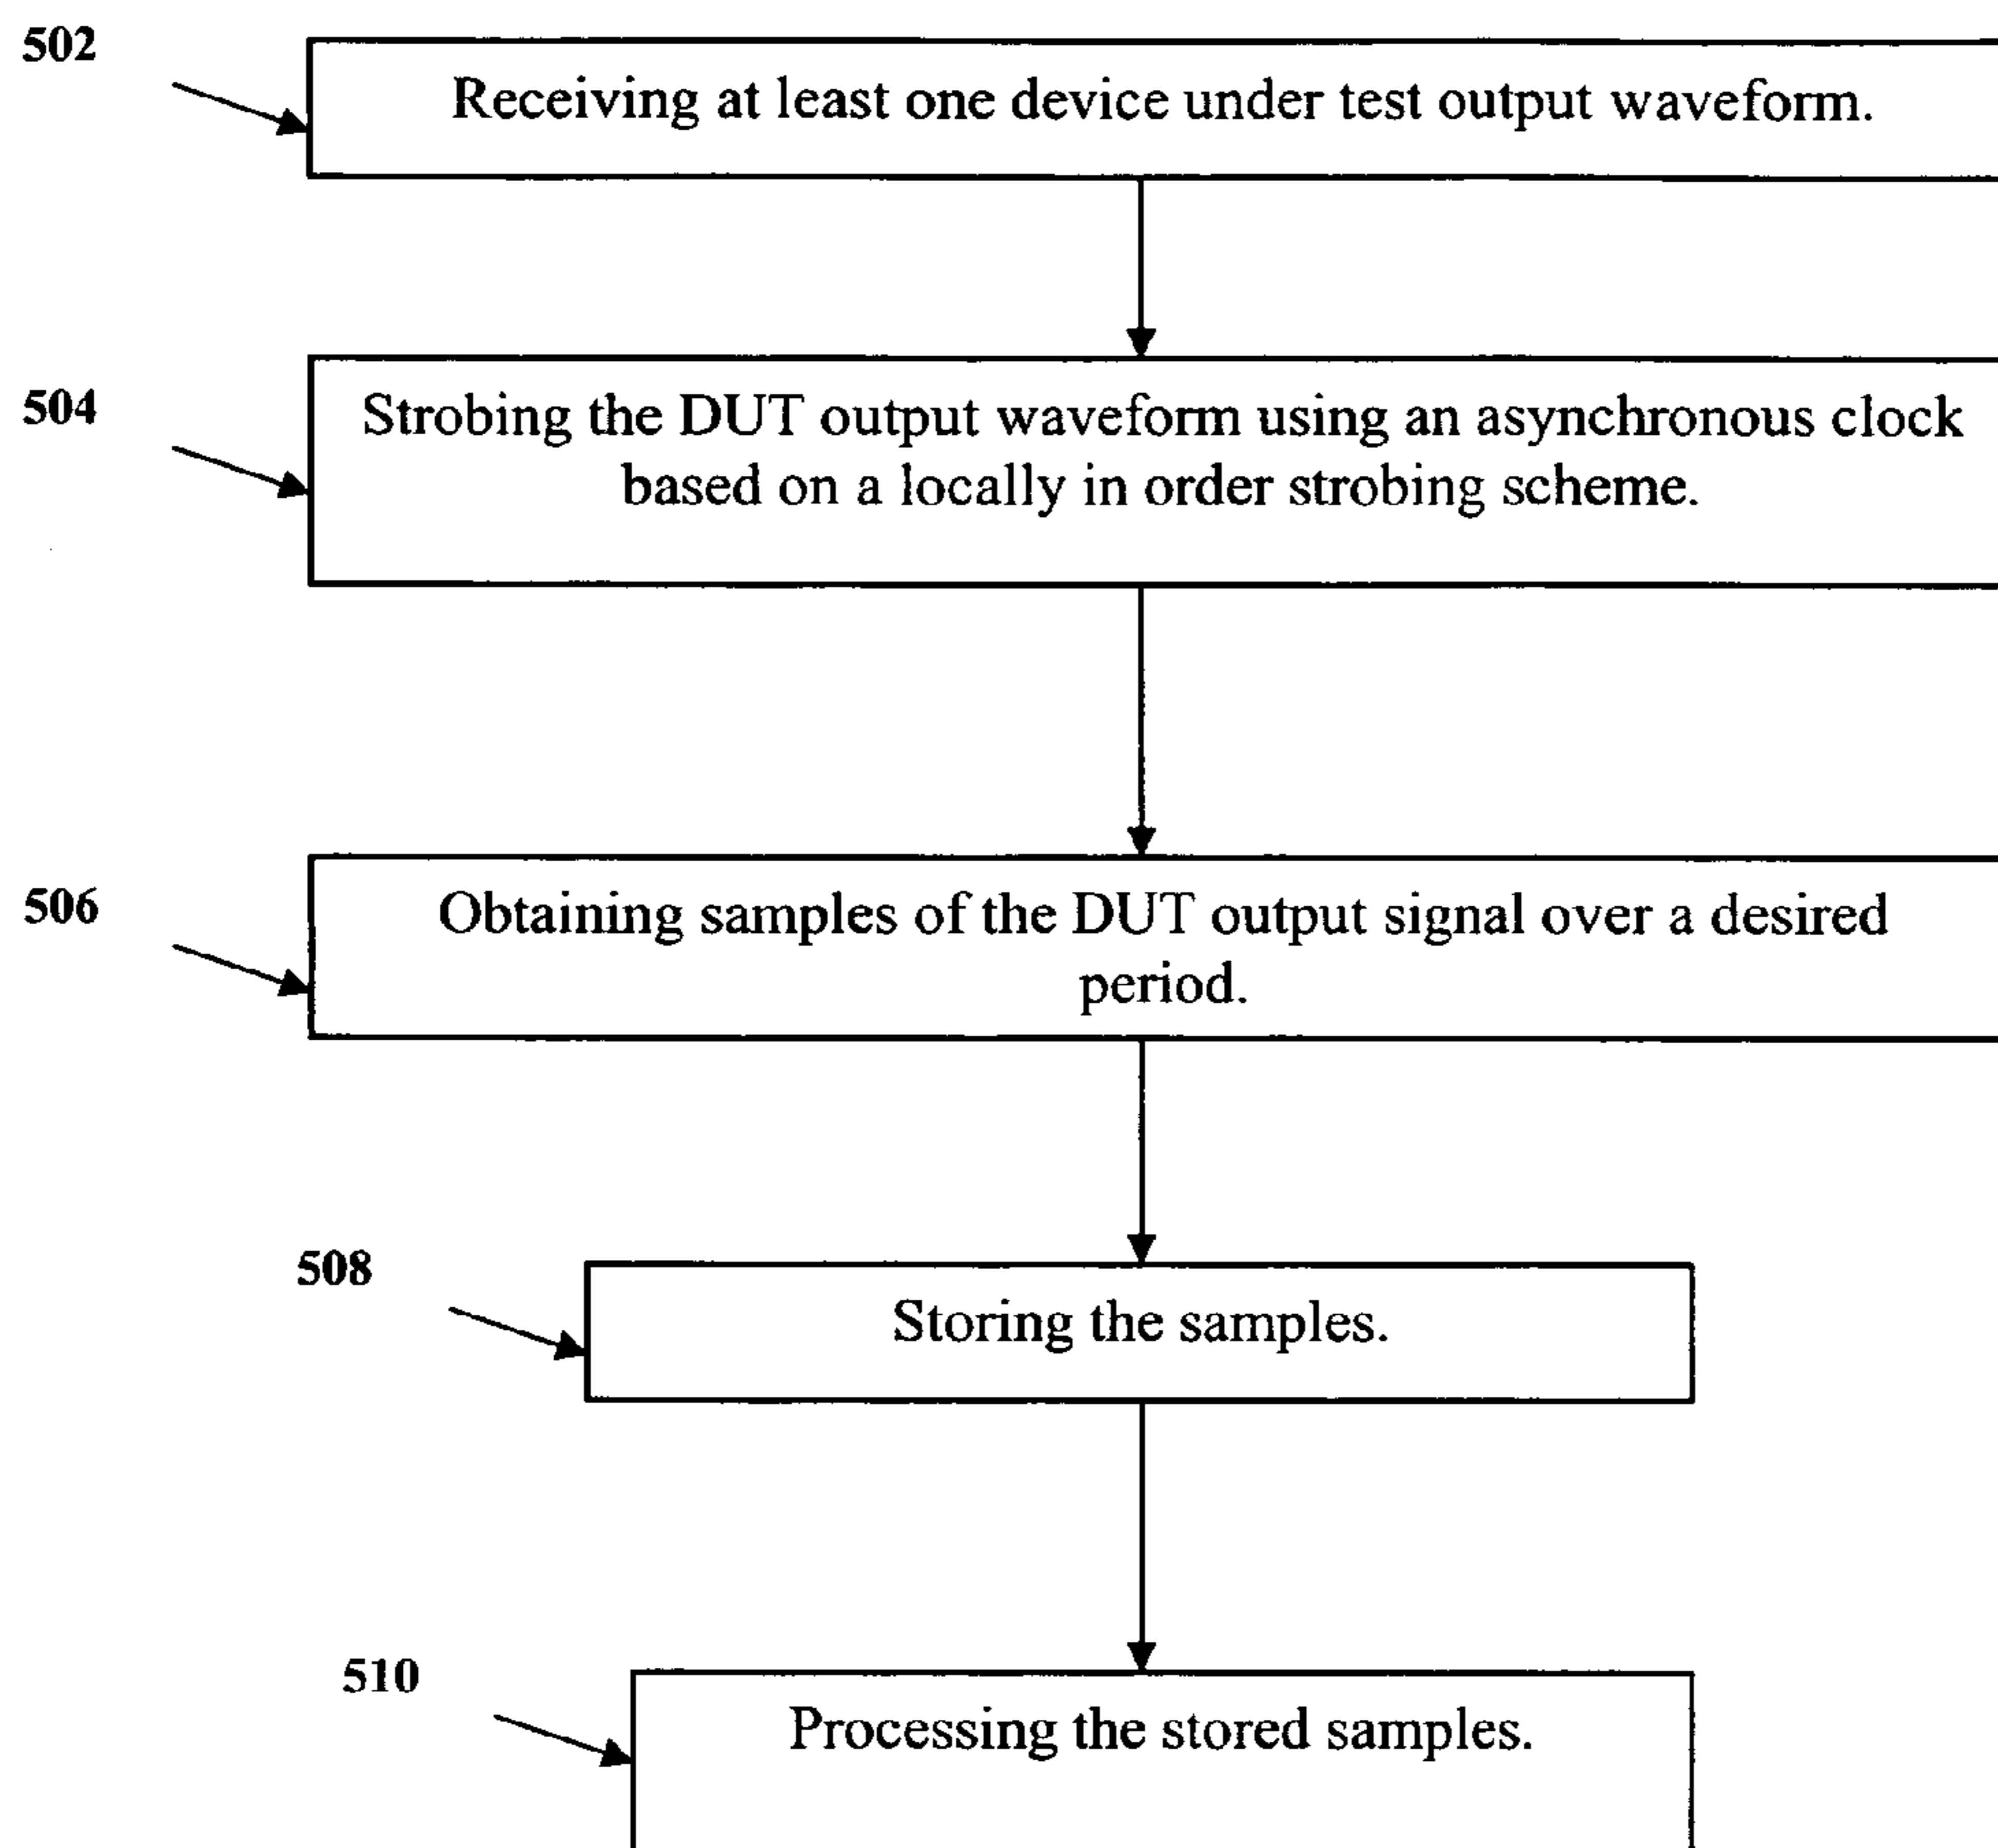 502
Receiving at least one device under test output waveform.
504
Strobing the DUT output waveform using an asynchronous clock
based on a locally in order strobing scheme.
506
Obtaining samples of the DUT output signal over a desired
period.
508
Storing the samples.
510
Processing the stored samples.